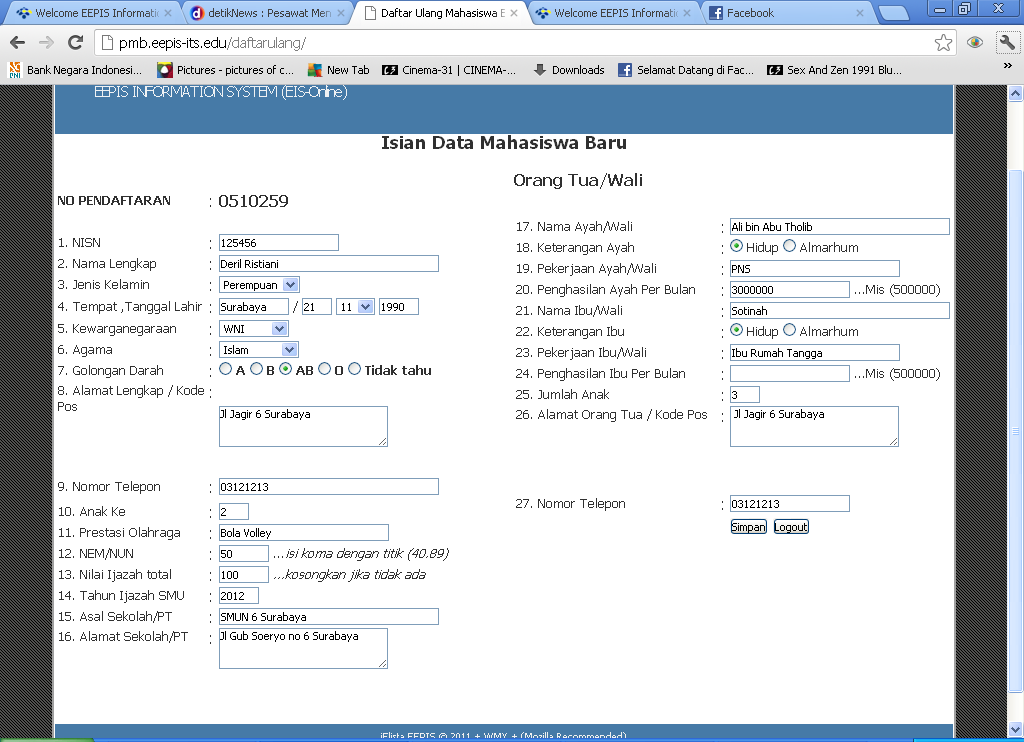 Welcome EEPIS Informati
detikNews : Pesawat Men
Daftar Ulang Mahasiswa E
Welcome EEPIS Informati
Facebook
pmb.eepis-its.edu/daftarulang/
Bank Negara Indonesi...
Pictures - pictures of c...
New Tab
Cinema-31 | CINEMA-...
Downloads
Selamat Datang di Fac...
Sex And Zen 1991 Blu...
»
EEPIS INFORMATION SYSTEM (EIS-Online)
Isian Data Mahasiswa Baru
NO PENDAFTARAN : 0510259
1. NISN : 125456
2. Nama Lengkap : Deril Ristiani
3. Jenis Kelamin : Perempuan
4. Tempat ,Tanggal Lahir : Surabaya / 21 11 1990
5. Kewarganegaraan : WNI
6. Agama : Islam
7. Golongan Darah : A B AB O Tidak tahu
8. Alamat Lengkap / Kode :
Pos
Jl Jagir 6 Surabaya
9. Nomor Telepon : 03121213
10. Anak Ke : 2
11. Prestasi Olahraga : Bola Volley
12. NEM/NUN : 50 ...isi koma dengan titik (40.89)
13. Nilai Ijazah total : 100 ...kosongkan jika tidak ada
14. Tahun Ijazah SMU : 2012
15. Asal Sekolah/PT : SMUN 6 Surabaya
16. Alamat Sekolah/PT : Jl Gub Soeryo no 6 Surabaya
Orang Tua/Wali
17. Nama Ayah/Wali : Ali bin Abu Tholib
18. Keterangan Ayah : Hidup Almarhum
19. Pekerjaan Ayah/Wali : PNS
20. Penghasilan Ayah Per Bulan : 3000000 ...Mis (500000)
21. Nama Ibu/Wali : Sotinah
22. Keterangan Ibu : Hidup Almarhum
23. Pekerjaan Ibu/Wali : Ibu Rumah Tangga
24. Penghasilan Ibu Per Bulan : ...Mis (500000)
25. Jumlah Anak : 3
26. Alamat Orang Tua / Kode Pos : Jl Jagir 6 Surabaya
27. Nomor Telepon : 03121213
Simpan Logout
iElista EEPIS © 2011 + WMY + (Mozilla Recommended)